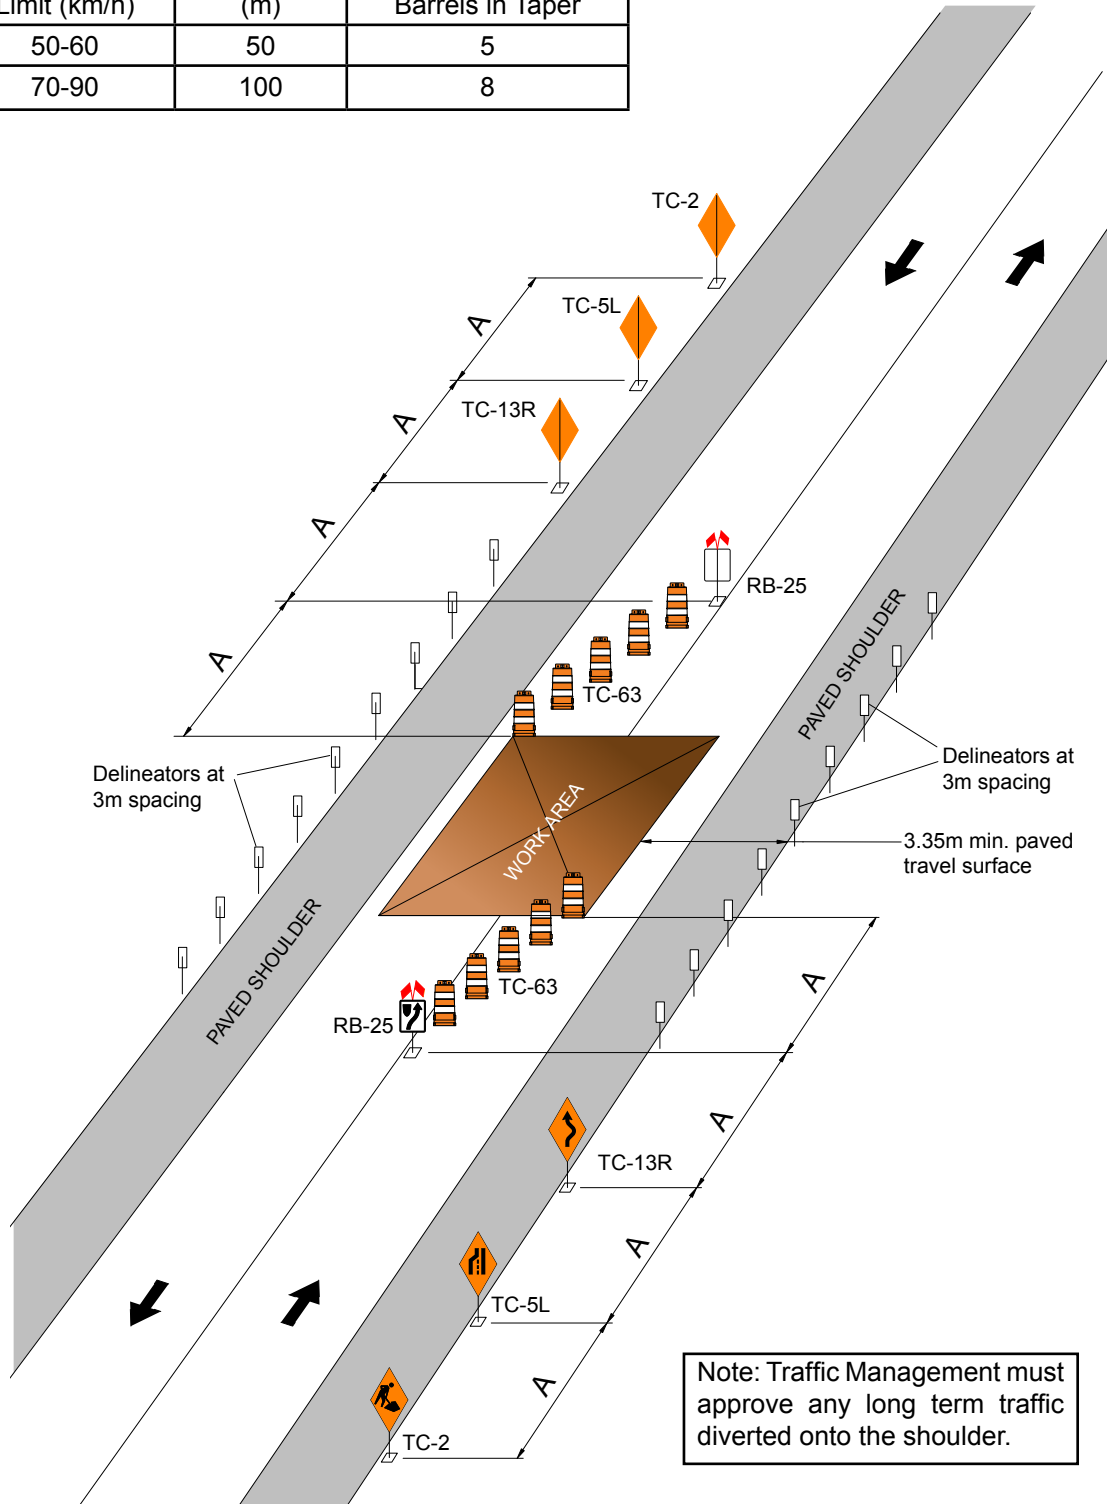 Limit (km/h) (m) Barrels in Taper
50-60 50 5
70-90 100 8
TC-2
TC-5L
A
TC-13R
A
A
RB-25
PAVED SHOULDER
A
TC-63
Delineators at
3m spacing
Delineators at
3m spacing
WORK AREA
3.35m min. paved
travel surface
PAVED SHOULDER
TC-63
A
RB-25
A
TC-13R
A
TC-5L
A
TC-2
Note: Traffic Management must
approve any long term traffic
diverted onto the shoulder.